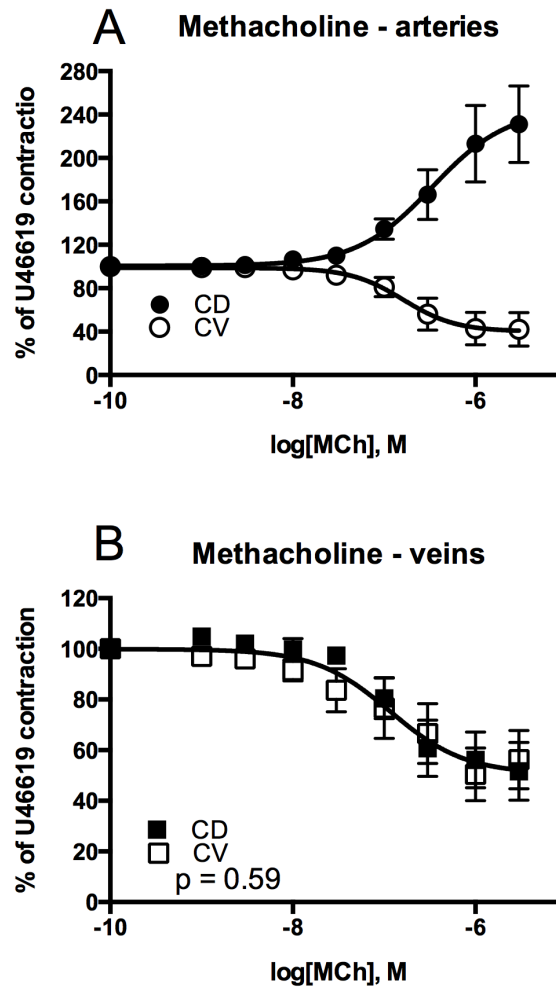 A Methacholine - arteries
% of U46619 contractio
280
240
200
160
120
80
40
0
CD
CV
-10 -8 -6
log[MCh], M
B Methacholine - veins
% of U46619 contraction
120
100
80
60
40
20
0
CD
CV
p = 0.59
-10 -8 -6
log[MCh], M